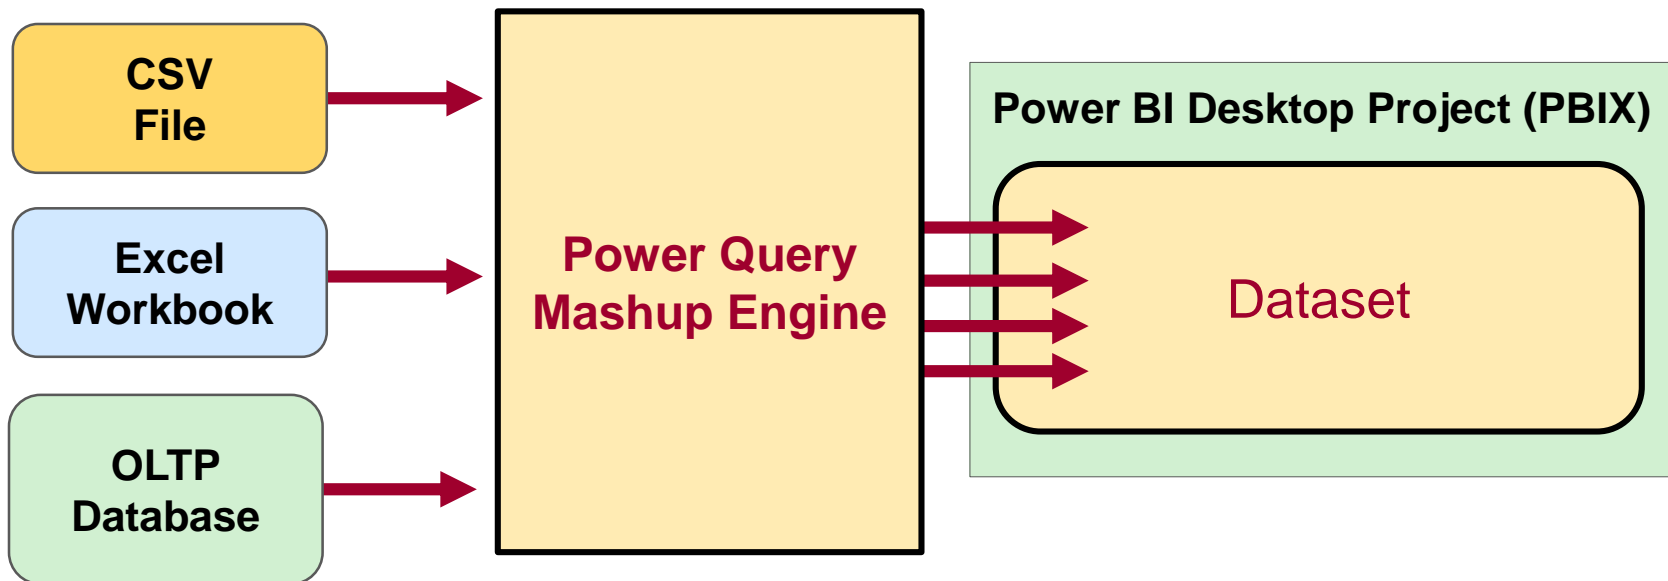 CSV
File
Excel
Workbook
OLTP
Database
Power Query
Mashup Engine
Power BI Desktop Project (PBIX)
Dataset